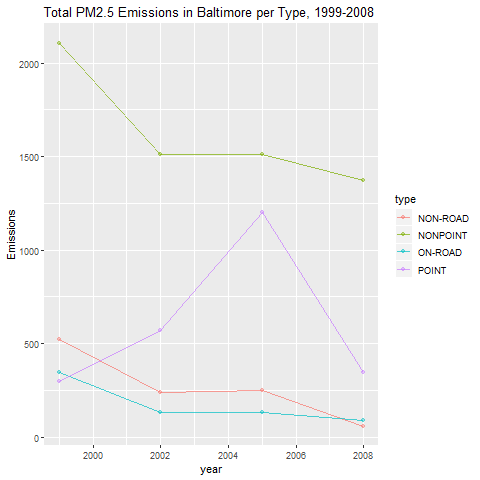 Total PM2.5 Emissions in Baltimore per Type, 1999-2008
2000
1500
1000
500
0
Emissions
2000
2002
2004
2006
2008
year
type
NON-ROAD
NONPOINT
ON-ROAD
POINT